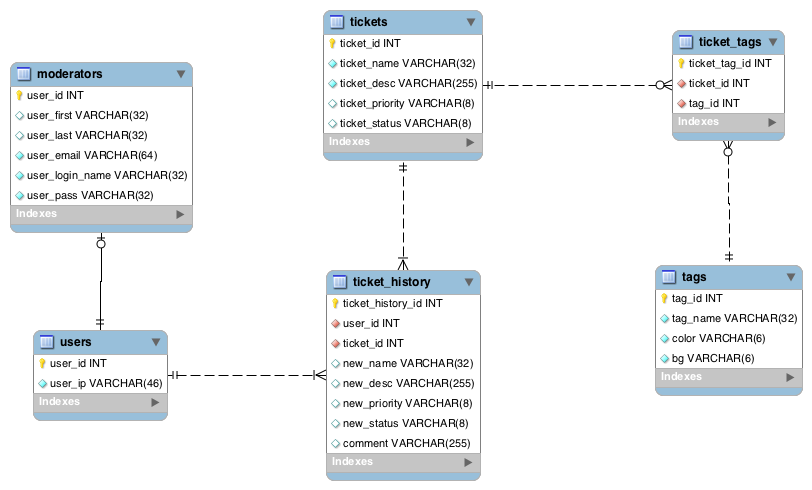 tickets
ticket_id INT
ticket_name VARCHAR(32)
ticket_desc VARCHAR(255)
ticket_priority VARCHAR(8)
ticket_status VARCHAR(8)
Indexes
ticket_tags
ticket_tag_id INT
ticket_id INT
tag_id INT
Indexes
moderators
user_id INT
user_first VARCHAR(32)
user_last VARCHAR(32)
user_email VARCHAR(64)
user_login_name VARCHAR(32)
user_pass VARCHAR(32)
Indexes
users
user_id INT
user_ip VARCHAR(46)
Indexes
ticket_history
ticket_history_id INT
user_id INT
ticket_id INT
new_name VARCHAR(32)
new_desc VARCHAR(255)
new_priority VARCHAR(8)
new_status VARCHAR(8)
comment VARCHAR(255)
Indexes
tags
tag_id INT
tag_name VARCHAR(32)
color VARCHAR(6)
bg VARCHAR(6)
Indexes